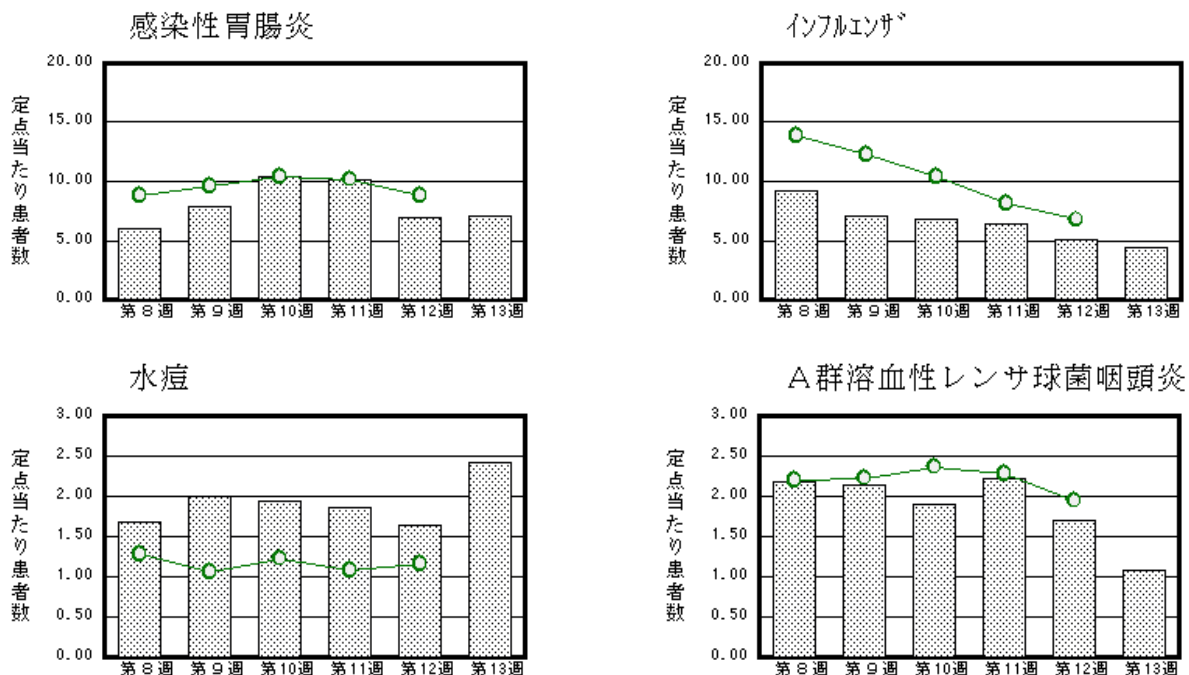 感染性胃腸炎
定点当たり患者数
20.00
15.00
10.00
5.00
0.00
第8週 第9週 第10週 第11週 第12週 第13週
ｲﾝﾌﾙｴﾝｻﾞ
定点当たり患者数
20.00
15.00
10.00
5.00
0.00
第8週 第9週 第10週 第11週 第12週 第13週
水痘
定点当たり患者数
3.00
2.50
2.00
1.50
1.00
0.50
0.00
第8週 第9週 第10週 第11週 第12週 第13週
Ａ群溶血性レンサ球菌咽頭炎
定点当たり患者数
3.00
2.50
2.00
1.50
1.00
0.50
0.00
第8週 第9週 第10週 第11週 第12週 第13週